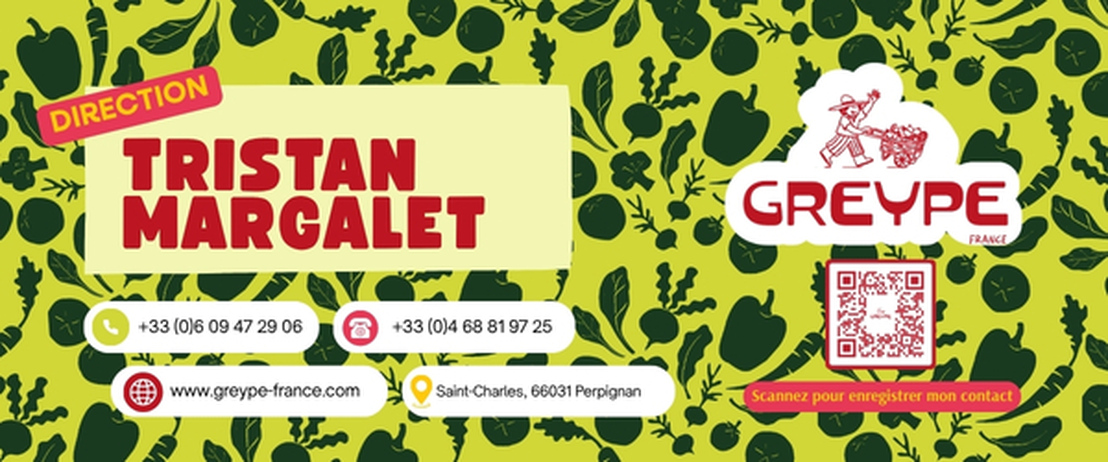 DIRECTION
TRISTAN
MARGALET
+33 (0)6 09 47 29 06
+33 (0)4 68 81 97 25
www.greype-france.com
Saint-Charles, 66031 Perpignan
GREYPE
FRANCE
Scannez pour enregistrer mon contact